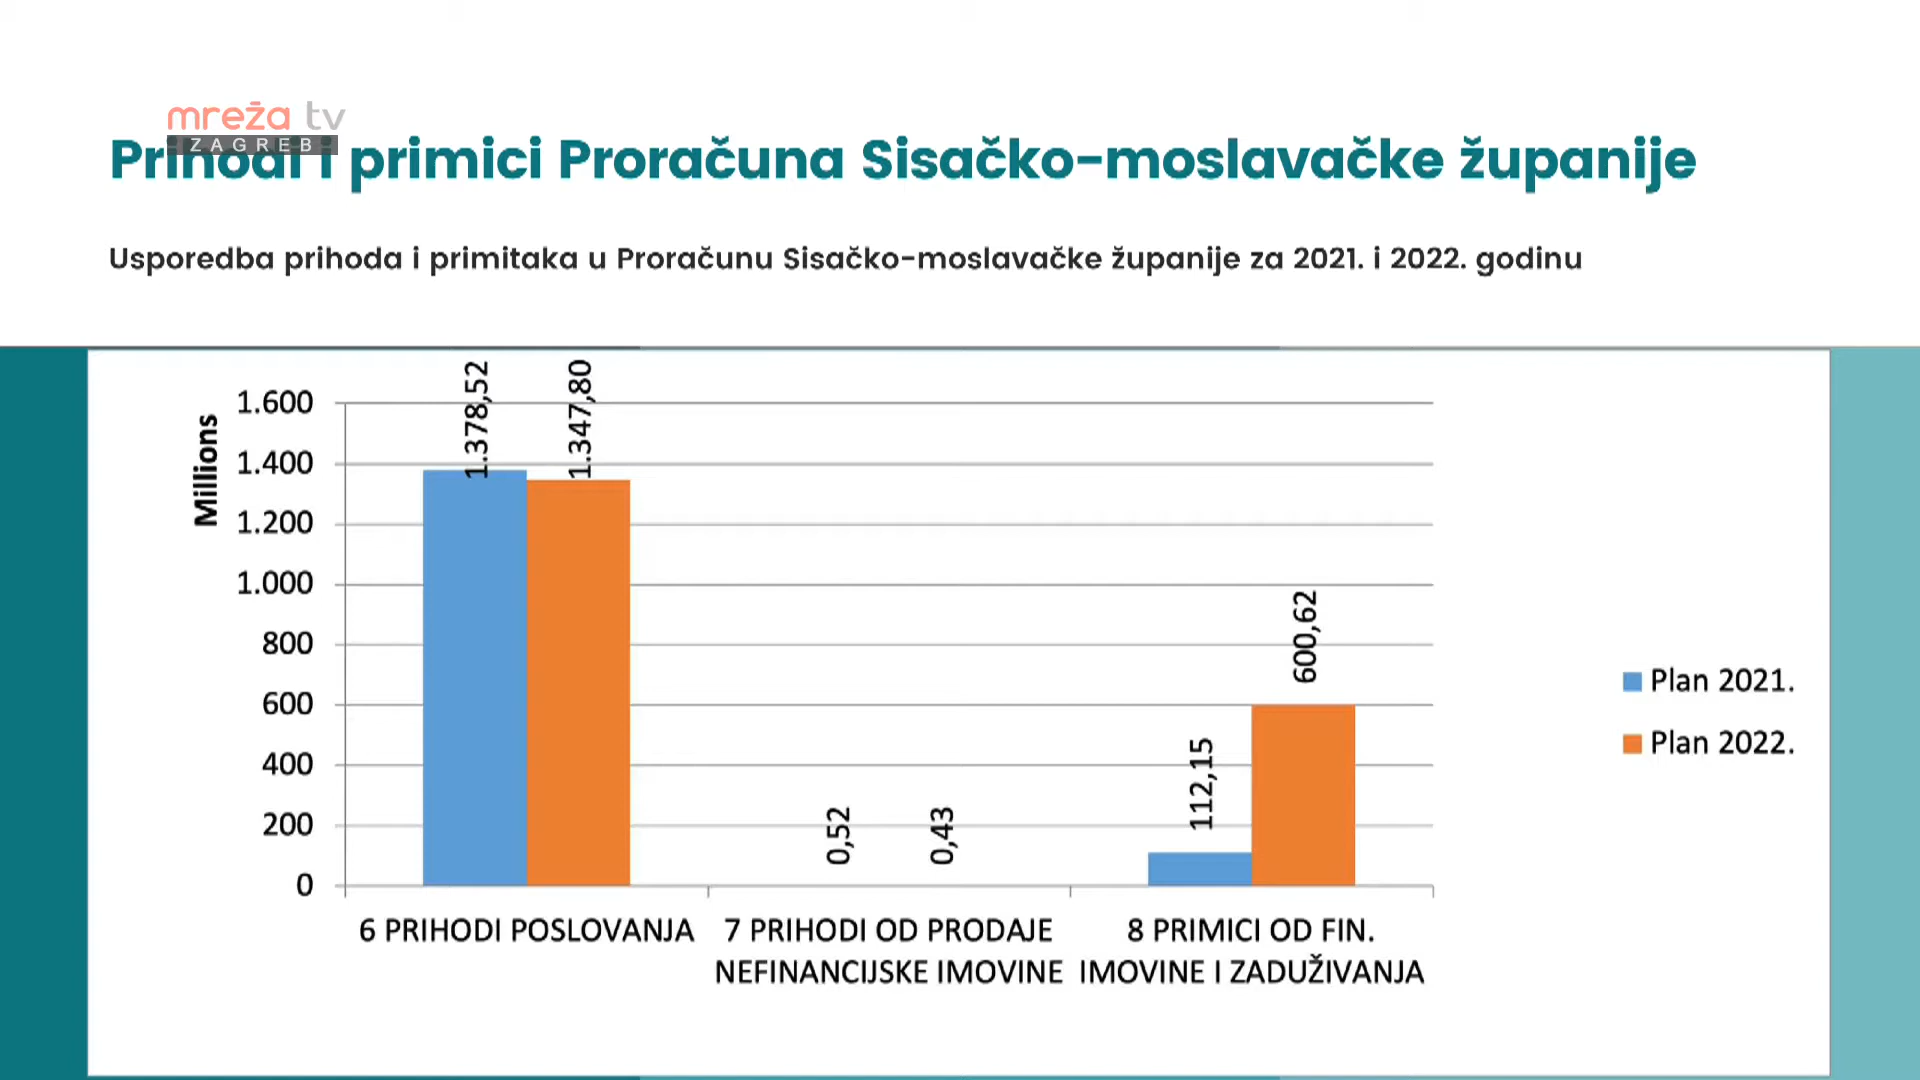 mreža tv
ZAGREB
Prihodi i primici Proračuna Sisačko-moslavačke županije
Usporedba prihoda i primitaka u Proračunu Sisačko-moslavačke županije za 2021. i 2022. godinu
Millions
1.600
1.400
1.200
1.000
800
600
400
200
0
1.378,52
1.347,80
0,52
0,43
112,15
600,62
6 PRIHODI POSLOVANJA
7 PRIHODI OD PRODAJE
NEFINANCIJSKE IMOVINE
8 PRIMICI OD FIN.
IMOVINE I ZADUŽIVANJA
Plan 2021.
Plan 2022.